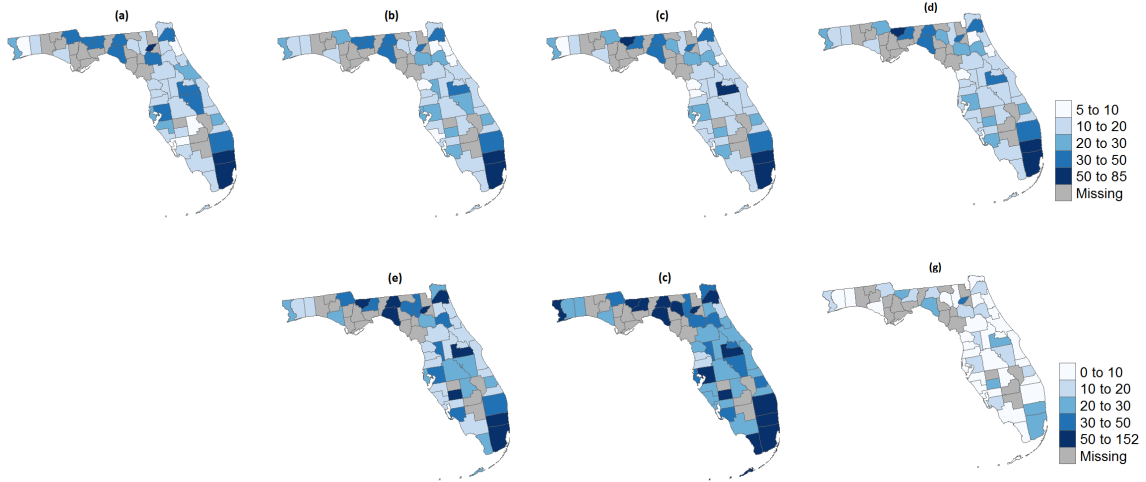 (a)
(b)
(c)
(d)
5 to 10
10 to 20
20 to 30
30 to 50
50 to 85
Missing
(e)
(c)
(g)
0 to 10
10 to 20
20 to 30
30 to 50
50 to 152
Missing